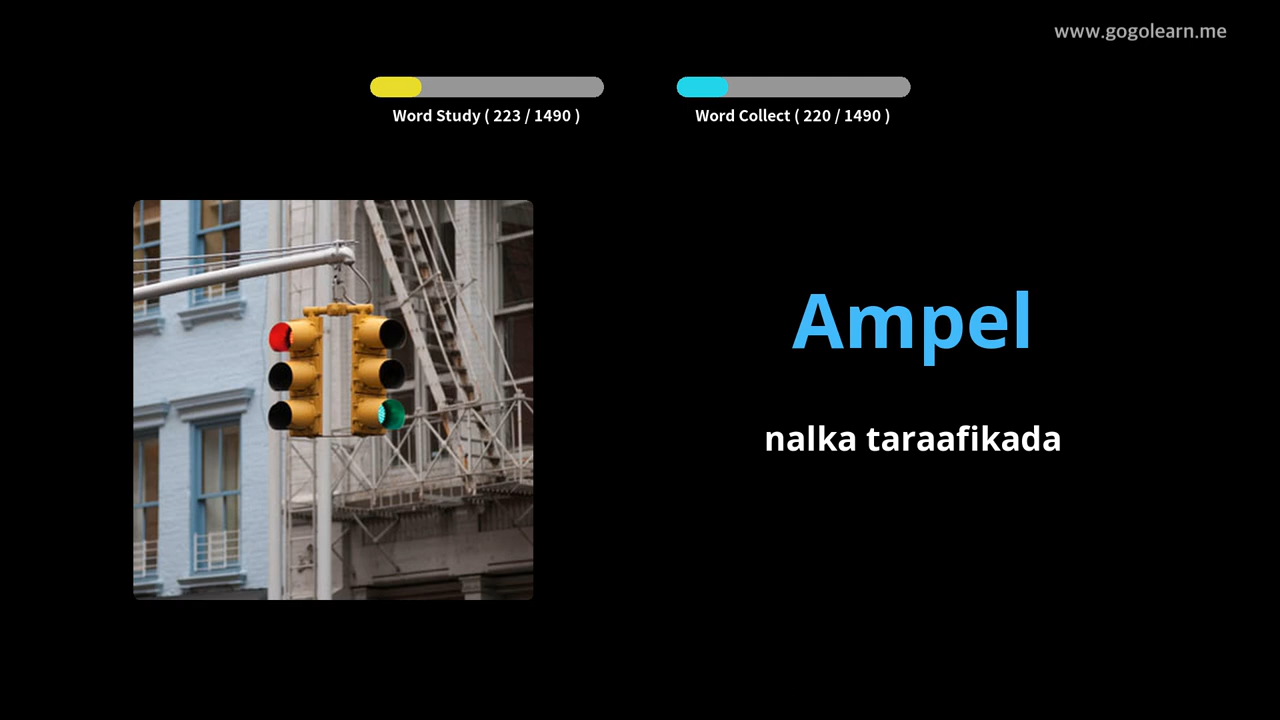 www.gogolearn.me
Word Study ( 223 / 1490 )
Word Collect ( 220 / 1490 )
Ampel
nalka taraafikada